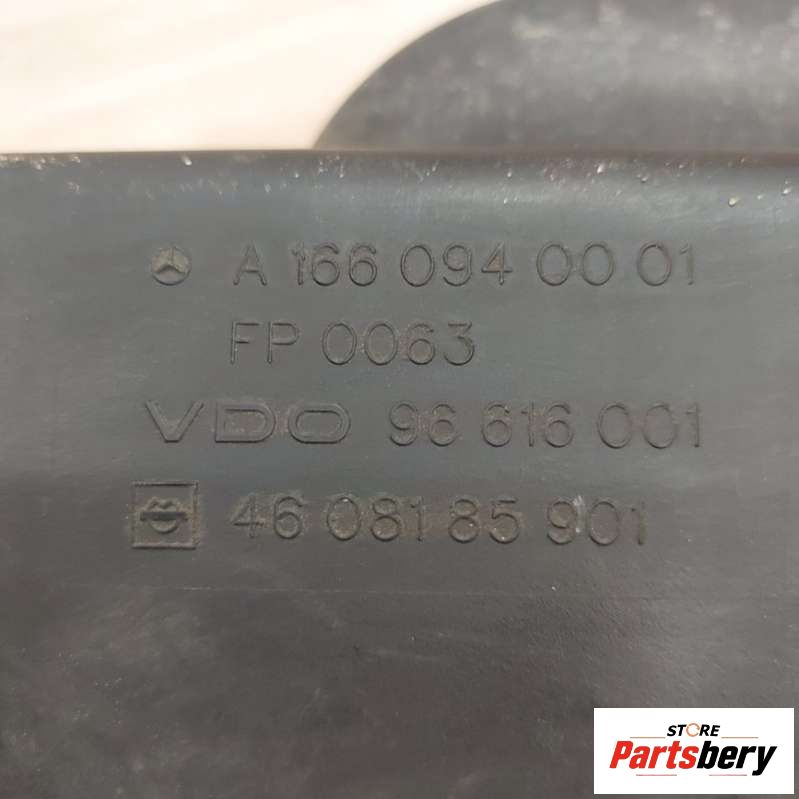 A 166 094 00 01
FP 0063
VDO 96 616 001
46 081 85 901
STORE
Partsbery